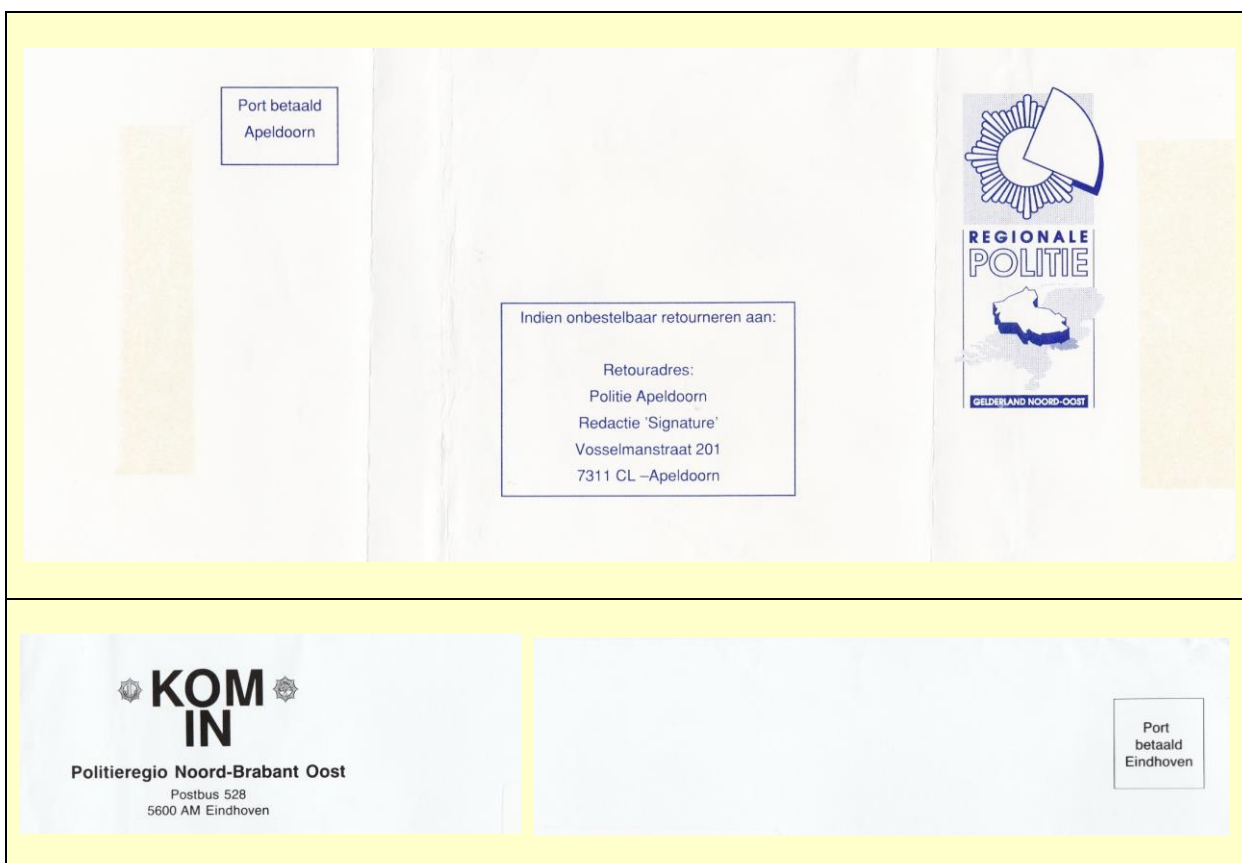 Port betaald
Apeldoorn
REGIONALE
POLITIE
GELDERLAND NOORD-OOST
Indien onbestelbaar retourneren aan:
Retouradres:
Politie Apeldoorn
Redactie 'Signature'
Vosselmanstraat 201
7311 CL –Apeldoorn
KOM
IN
Politieregio Noord-Brabant Oost
Postbus 528
5600 AM Eindhoven
Port
betaald
Eindhoven